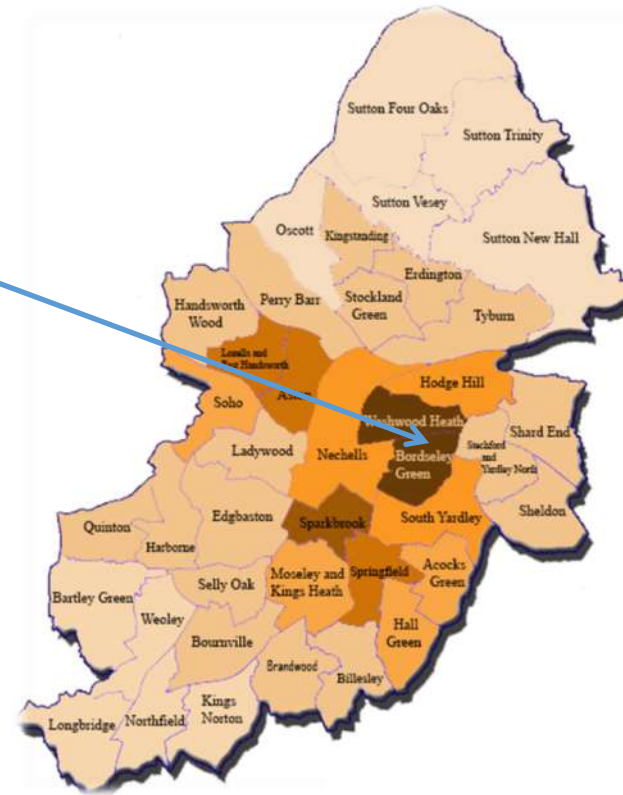 Sutton Four Oaks
Sutton Trinity
Sutton Vesey
Oscott
Kingstanding
Sutton New Hall
Erdington
Perry Barr
Stockland
Green
Handsworth
Wood
Tyburn
Lozells and
East Handsworth
Hodge Hill
Aston
Soho
Washwood Heath
Shard End
Ladywood
Nechells
Bordseley
Green
Stechford
and
Yardley North
Sheldon
Sparkbrook
South Yardley
Edgbaston
Quinton
Harborne
Moseley and
Kings Heath
Springfield
Acocks
Green
Selly Oak
Bartley Green
Weoley
Hall
Green
Bournville
Brandwood
Billesley
Kings
Norton
Longbridge
Northfield